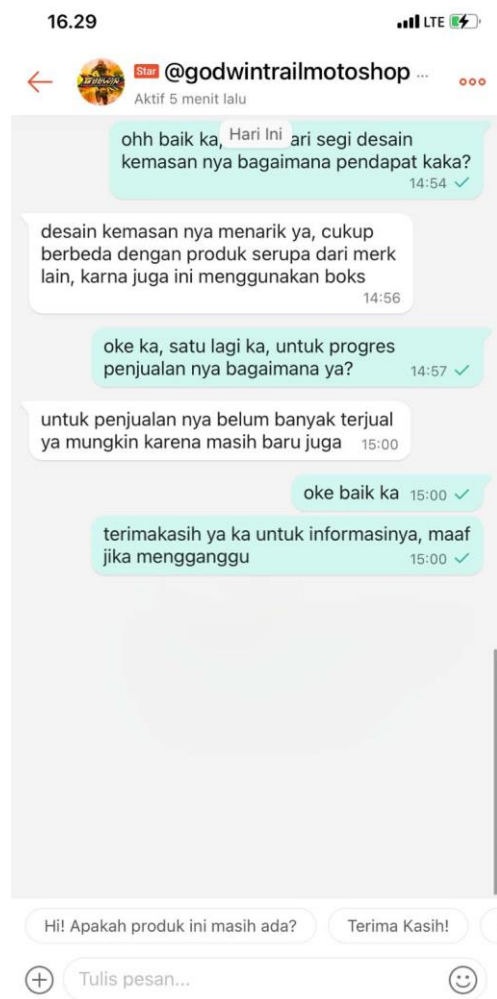 16.29
LTE
Star @godwintrailmotoshop ...
Aktif 5 menit lalu
Hari Ini
ohh baik ka, ari segi desain
kemasan nya bagaimana pendapat kaka?
14:54
desain kemasan nya menarik ya, cukup
berbeda dengan produk serupa dari merk
lain, karna juga ini menggunakan boks
14:56
oke ka, satu lagi ka, untuk progres
penjualan nya bagaimana ya? 14:57
untuk penjualan nya belum banyak terjual
ya mungkin karena masih baru juga 15:00
oke baik ka 15:00
terimakasih ya ka untuk informasinya, maaf
jika mengganggu 15:00
Hi! Apakah produk ini masih ada? Terima Kasih!
Tulis pesan...